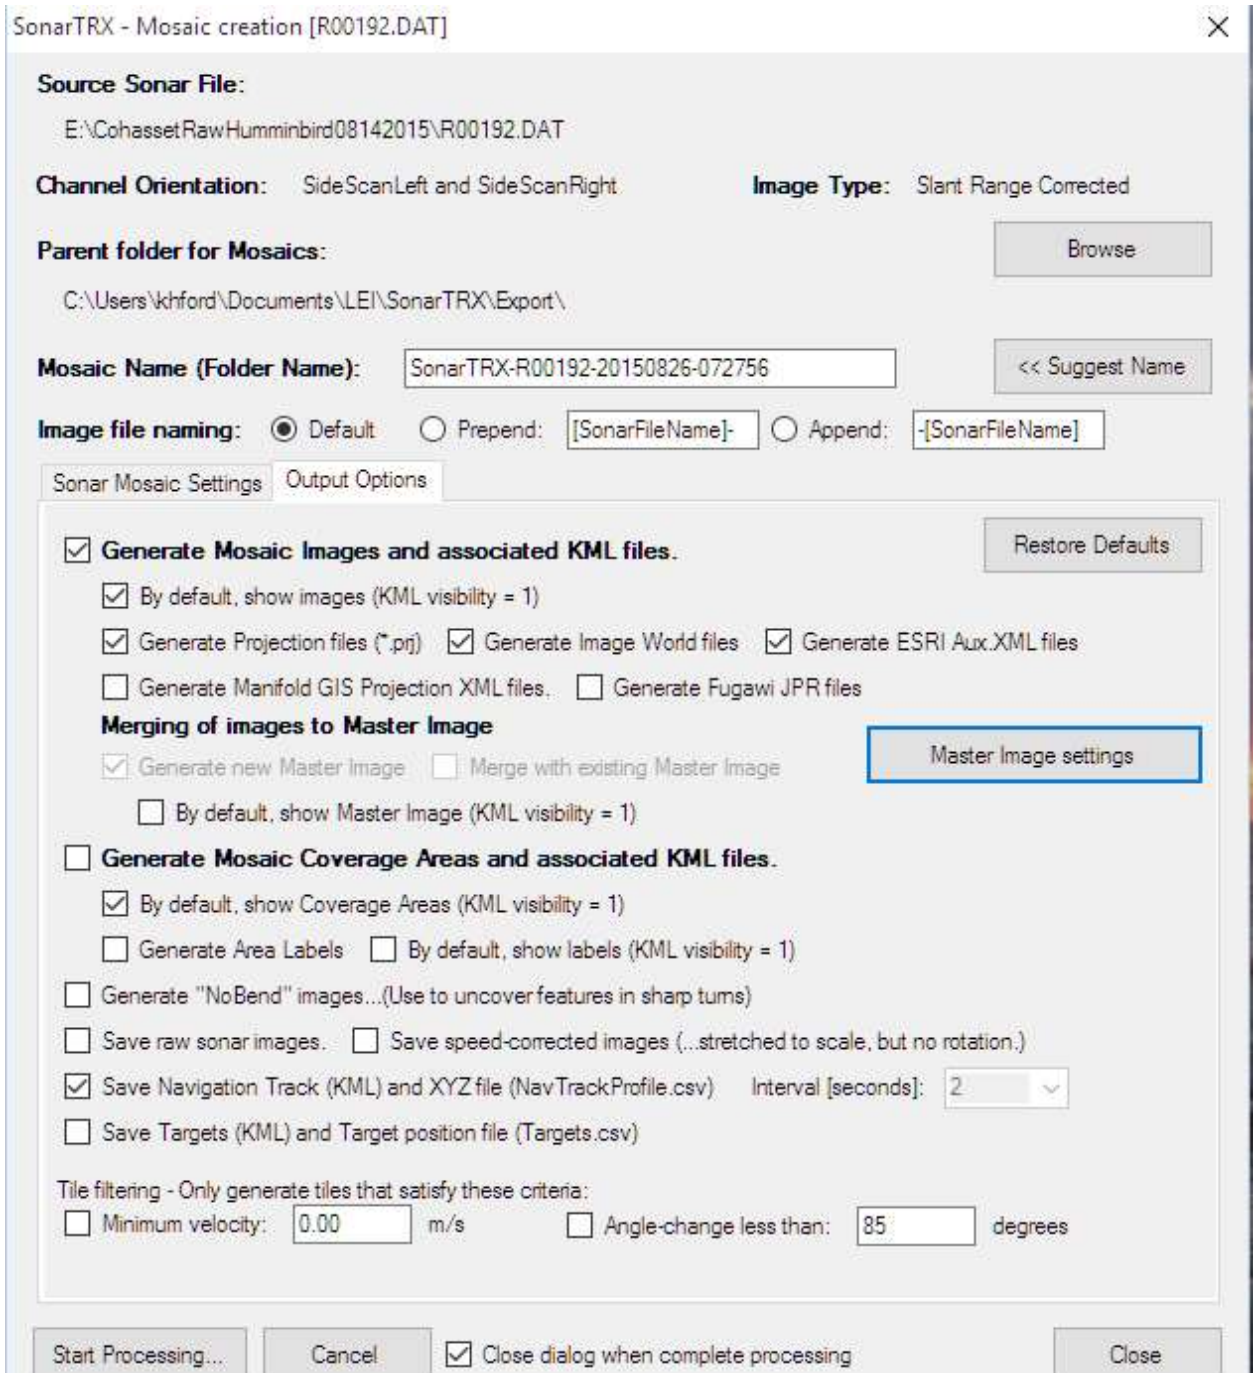 SonarTRX - Mosaic creation [R00192.DAT]
Source Sonar File:
E:\CohassetRawHumminbird08142015\R00192.DAT
Channel Orientation: SideScanLeft and SideScanRight Image Type: Slant Range Corrected
Parent folder for Mosaics: Browse
C:\Users\khford\Documents\LEI\SonarTRX\Export\
Mosaic Name (Folder Name): SonarTRX-R00192-20150826-072756 << Suggest Name
Image file naming: Default Prepend: [SonarFileName]- Append: -[SonarFileName]
Sonar Mosaic Settings Output Options
Generate Mosaic Images and associated KML files. Restore Defaults
By default, show images (KML visibility = 1)
Generate Projection files (*.prj) Generate Image World files Generate ESRI Aux.XML files
Generate Manifold GIS Projection XML files. Generate Fugawi JPR files
Merging of images to Master Image
Generate new Master Image Merge with existing Master Image Master Image settings
By default, show Master Image (KML visibility = 1)
Generate Mosaic Coverage Areas and associated KML files.
By default, show Coverage Areas (KML visibility = 1)
Generate Area Labels By default, show labels (KML visibility = 1)
Generate "NoBend" images...(Use to uncover features in sharp turns)
Save raw sonar images. Save speed-corrected images (...stretched to scale, but no rotation.)
Save Navigation Track (KML) and XYZ file (NavTrackProfile.csv) Interval [seconds]: 2
Save Targets (KML) and Target position file (Targets.csv)
Tile filtering - Only generate tiles that satisfy these criteria:
Minimum velocity: 0.00 m/s Angle-change less than: 85 degrees
Start Processing... Cancel Close dialog when complete processing Close